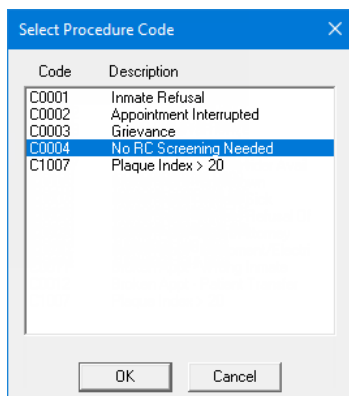 Select Procedure Code
Code Description
C0001 Inmate Refusal
C0002 Appointment Interrupted
C0003 Grievance
C0004 No RC Screening Needed
C1007 Plaque Index > 20
OK Cancel